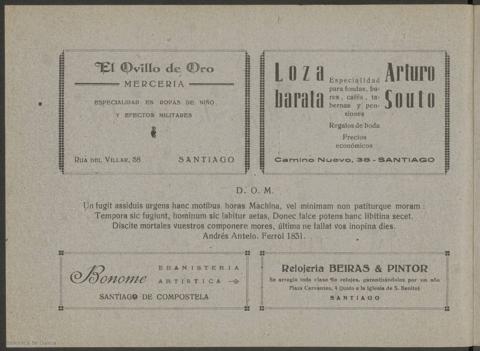 El Ovillo de Oro
MERCERÍA
ESPECIALIDAD EN ROPAS DE NIÑO
Y EFECTOS MILITARES
RUA DEL VILLAR, 58 SANTIAGO
Loza barata
Especialidad
para fondas, ba-
res, cafés, ta-
bernas y pen-
siones
Regalos de boda
Precios
económicos
Arturo Souto
Camino Nuevo, 38 - SANTIAGO
D. O. M.
Un fugit assiduis urgens hanc motibus horas Machina, vel minimam non patiturque moram :
Tempora sic fugiunt, hominum sic labitur aetas, Donec falce potens hanc libitina secet.
Discite mortales vuestros componere mores, última ne fallat vos inopina dies.
Andrés Antelo. Ferrol 1831.
Bonome EBANISTERIA
ARTISTICA
SANTIAGO DE COMPOSTELA
Relojería BEIRAS & PINTOR
Se arregla toda clase de relojes, garantizándolos por un año
Plaza Cervantes, 4 (junto a la iglesia de S. Benito)
SANTIAGO